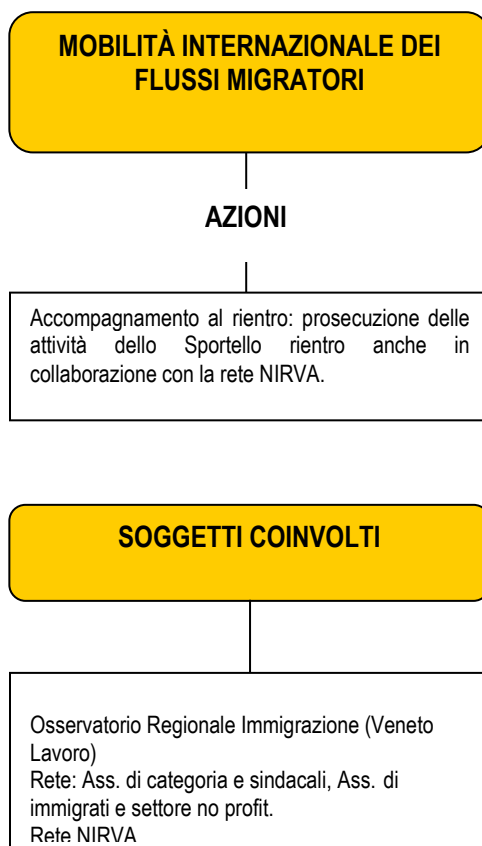 MOBILITÀ INTERNAZIONALE DEI
FLUSSI MIGRATORI
AZIONI
Accompagnamento al rientro: prosecuzione delle
attività dello Sportello rientro anche in
collaborazione con la rete NIRVA.
SOGGETTI COINVOLTI
Osservatorio Regionale Immigrazione (Veneto
Lavoro)
Rete: Ass. di categoria e sindacali, Ass. di
immigrati e settore no profit.
Rete NIRVA